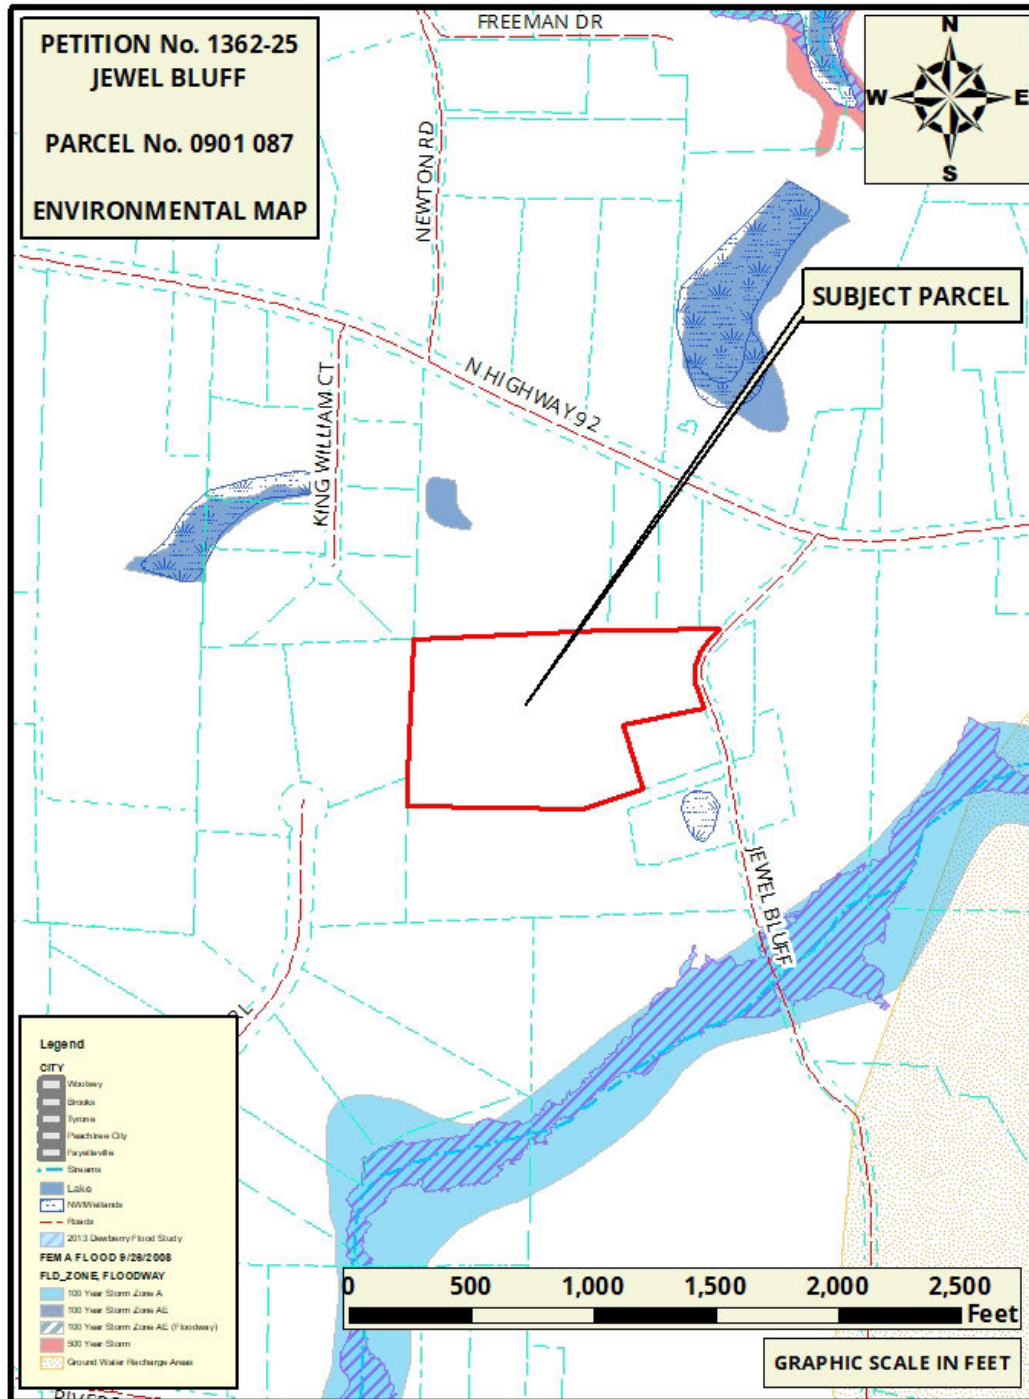 PETITION No. 1362-25
JEWEL BLUFF
PARCEL No. 0901 087
ENVIRONMENTAL MAP
FREEMAN DR
N
W
E
S
NEWTON RD
SUBJECT PARCEL
N HIGHWAY 92
KING WILLIAM CT
JEWEL BLUFF
PL
Legend
CITY
Woolsey
Brooks
Tyrone
Peachtree City
Fayetteville
Streams
Lake
NWIWetlands
Roads
2013 Dewberry Flood Study
FEMA FLOOD 9/26/2008
FLD_ZONE, FLOODWAY
100 Year Storm Zone A
100 Year Storm Zone AE
100 Year Storm Zone AE (Floodway)
500 Year Storm
Ground Water Recharge Areas
0 500 1,000 1,500 2,000 2,500
Feet
GRAPHIC SCALE IN FEET